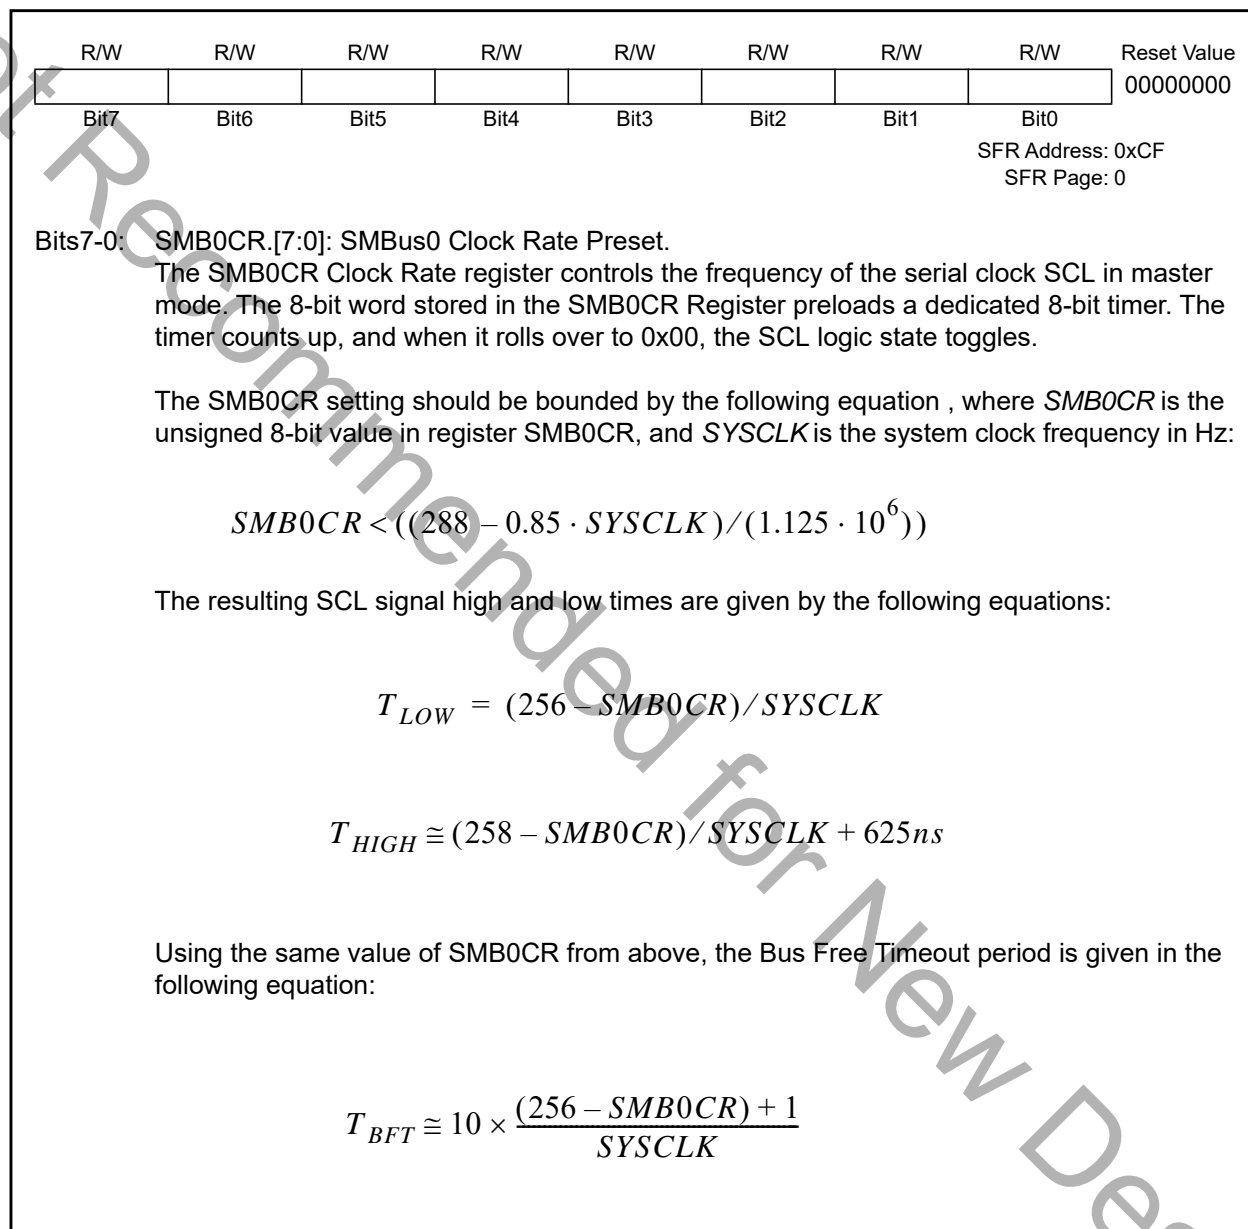 R/W R/W R/W R/W R/W R/W R/W R/W Reset Value
00000000
Bit7 Bit6 Bit5 Bit4 Bit3 Bit2 Bit1 Bit0
SFR Address: 0xCF
SFR Page: 0
Bits7-0: SMB0CR.[7:0]: SMBus0 Clock Rate Preset.
The SMB0CR Clock Rate register controls the frequency of the serial clock SCL in master
mode. The 8-bit word stored in the SMB0CR Register preloads a dedicated 8-bit timer. The
timer counts up, and when it rolls over to 0x00, the SCL logic state toggles.
The SMB0CR setting should be bounded by the following equation , where SMB0CR is the
unsigned 8-bit value in register SMB0CR, and SYSCLK is the system clock frequency in Hz:
SMB0CR < ((288 – 0.85 · SYSCLK)/(1.125 · 10^6))
The resulting SCL signal high and low times are given by the following equations:
T_LOW = (256 – SMB0CR)/SYSCLK
T_HIGH ≅ (258 – SMB0CR)/SYSCLK + 625ns
Using the same value of SMB0CR from above, the Bus Free Timeout period is given in the
following equation:
T_BFT ≅ 10 × (256 – SMB0CR) + 1
SYSCLK
Recommended for New